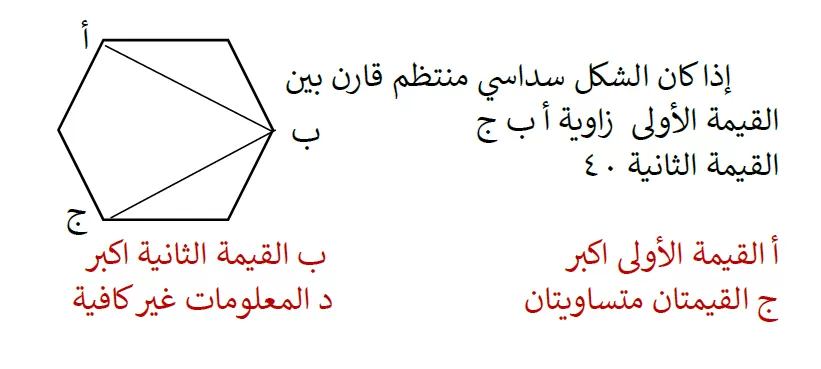 أ
إذا كان الشكل سداسي منتظم قارن بين
القيمة الأولى زاوية أ ب ج
ب
القيمة الثانية ٤٠
ج
أ القيمة الأولى اكبر
ب القيمة الثانية اكبر
ج القيمتان متساويتان
د المعلومات غير كافية